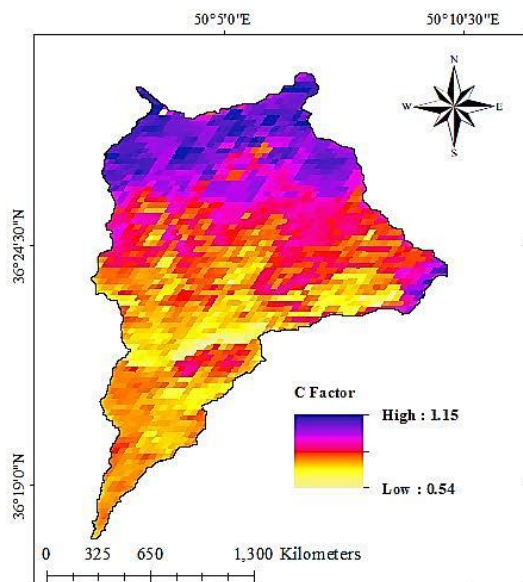 50°5'0"E 50°10'30"E
N
W E
S
36°24'30"N
C Factor
High : 1.15
Low : 0.54
36°19'0"N
0 325 650 1,300 Kilometers